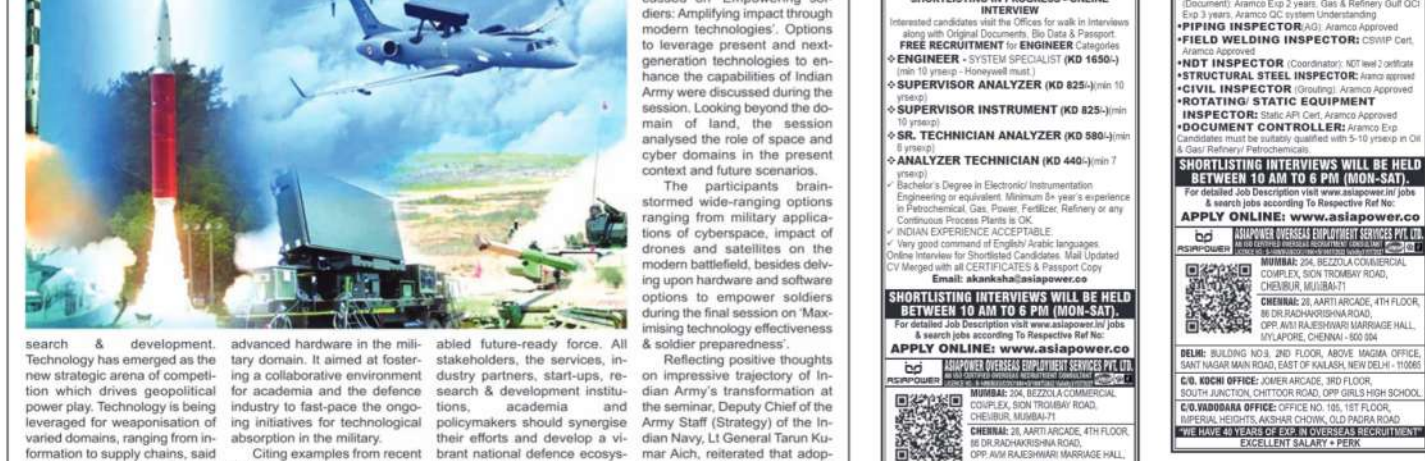 search & development.
Technology has emerged as the
new strategic arena of competi-
tion which drives geopolitical
power play. Technology is being
leveraged for weaponisation of
varied domains, ranging from in-
formation to supply chains, said
advanced hardware in the mili-
tary domain. It aimed at foster-
ing a collaborative environment
for academia and the defence
industry to fast-pace the ongo-
ing initiatives for technological
absorption in the military.
Citing examples from recent
abled future-ready force. All
stakeholders, the services, in-
dustry partners, start-ups, re-
search & development institu-
tions, academia and
policymakers should synergise
their efforts and develop a vi-
brant national defence ecosys-
diers: Amplifying impact through
modern technologies'. Options
to leverage present and next-
generation technologies to en-
hance the capabilities of Indian
Army were discussed during the
session. Looking beyond the do-
main of land, the session
analysed the role of space and
cyber domains in the present
context and future scenarios.
The participants brain-
stormed wide-ranging options
ranging from military applica-
tions of cyberspace, impact of
drones and satellites on the
modern battlefield, besides delv-
ing upon hardware and software
options to empower soldiers
during the final session on 'Max-
imising technology effectiveness
& soldier preparedness'.
Reflecting positive thoughts
on impressive trajectory of In-
dian Army's transformation at
the seminar, Deputy Chief of the
Army Staff (Strategy) of the In-
dian Navy, Lt General Tarun Ku-
mar Aich, reiterated that adop-
INTERVIEW
Interested candidates visit the Offices for walk in Interviews
along with Original Documents, Bio Data & Passport.
FREE RECRUITMENT for ENGINEER Categories
ENGINEER - SYSTEM SPECIALIST (KD 1650/-)
(min 10 yrsexp - Honeywell must.)
SUPERVISOR ANALYZER (KD 825/-)(min 10
yrsexp)
SUPERVISOR INSTRUMENT (KD 825/-)(min
10 yrsexp)
SR. TECHNICIAN ANALYZER (KD 580/-)(min
8 yrsexp)
ANALYZER TECHNICIAN (KD 440/-)(min 7
yrsexp)
✓ Bachelor's Degree in Electronic/ Instrumentation
Engineering or equivalent. Minimum 8+ year's experience
in Petrochemical, Gas, Power, Fertilizer, Refinery or any
Continuous Process Plants is OK.
✓ INDIAN EXPERIENCE ACCEPTABLE.
✓ Very good command of English/ Arabic languages
Online Interview for Shortlisted Candidates. Mail Updated
CV Merged with all CERTIFICATES & Passport Copy
Email: akanksha@asiapower.co
SHORTLISTING INTERVIEWS WILL BE HELD
BETWEEN 10 AM TO 6 PM (MON-SAT).
For detailed Job Description visit www.asiapower.in/ jobs
& search jobs according To Respective Ref No:
APPLY ONLINE: www.asiapower.co
ASIAPOWER
ASIAPOWER OVERSEAS EMPLOYMENT SERVICES PVT. LTD.
MUMBAI: 204, BEZZOLA COMMERCIAL
COMPLEX, SION TROMBAY ROAD,
CHEMBUR, MUMBAI-71
CHENNAI: 28, AARTI ARCADE, 4TH FLOOR,
86 DR.RADHAKRISHNA ROAD,
OPP. AVM RAJESHWARI MARRIAGE HALL,
(Document): Aramco Exp 2 years, Gas & Refinery Gulf QCI
Exp 3 years, Aramco QC system Understanding
•PIPING INSPECTOR(AG): Aramco Approved
•FIELD WELDING INSPECTOR: CSWIP Cert,
Aramco Approved
•NDT INSPECTOR (Coordinator): NDT level 2 certificate
•STRUCTURAL STEEL INSPECTOR: Aramco approved
•CIVIL INSPECTOR (Grouting): Aramco Approved
•ROTATING/ STATIC EQUIPMENT
INSPECTOR: Static API Cert, Aramco Approved
•DOCUMENT CONTROLLER: Aramco Exp
Candidates must be suitably qualified with 5-10 yrsexp in Oil
& Gas/ Refinery/ Petrochemicals.
SHORTLISTING INTERVIEWS WILL BE HELD
BETWEEN 10 AM TO 6 PM (MON-SAT).
For detailed Job Description visit www.asiapower.in/ jobs
& search jobs according To Respective Ref No:
APPLY ONLINE: www.asiapower.co
ASIAPOWER
ASIAPOWER OVERSEAS EMPLOYMENT SERVICES PVT. LTD.
AN ISO CERTIFIED OVERSEAS RECRUITMENT CONSULTANT
MUMBAI: 204, BEZZOLA COMMERCIAL
COMPLEX, SION TROMBAY ROAD,
CHEMBUR, MUMBAI-71
CHENNAI: 28, AARTI ARCADE, 4TH FLOOR,
86 DR.RADHAKRISHNA ROAD,
OPP. AVM RAJESHWARI MARRIAGE HALL,
MYLAPORE, CHENNAI - 600 004
DELHI: BUILDING NO:9, 2ND FLOOR, ABOVE MAGMA OFFICE,
SANT NAGAR MAIN ROAD, EAST OF KAILASH, NEW DELHI - 110065
C/O. KOCHI OFFICE: JOMER ARCADE, 3RD FLOOR,
SOUTH JUNCTION, CHITTOOR ROAD, OPP GIRLS HIGH SCHOOL
C/O.VADODARA OFFICE: OFFICE NO. 105, 1ST FLOOR,
IMPERIAL HEIGHTS, AKSHAR CHOWK, OLD PADRA ROAD
"WE HAVE 40 YEARS OF EXP. IN OVERSEAS RECRUITMENT"
EXCELLENT SALARY + PERK